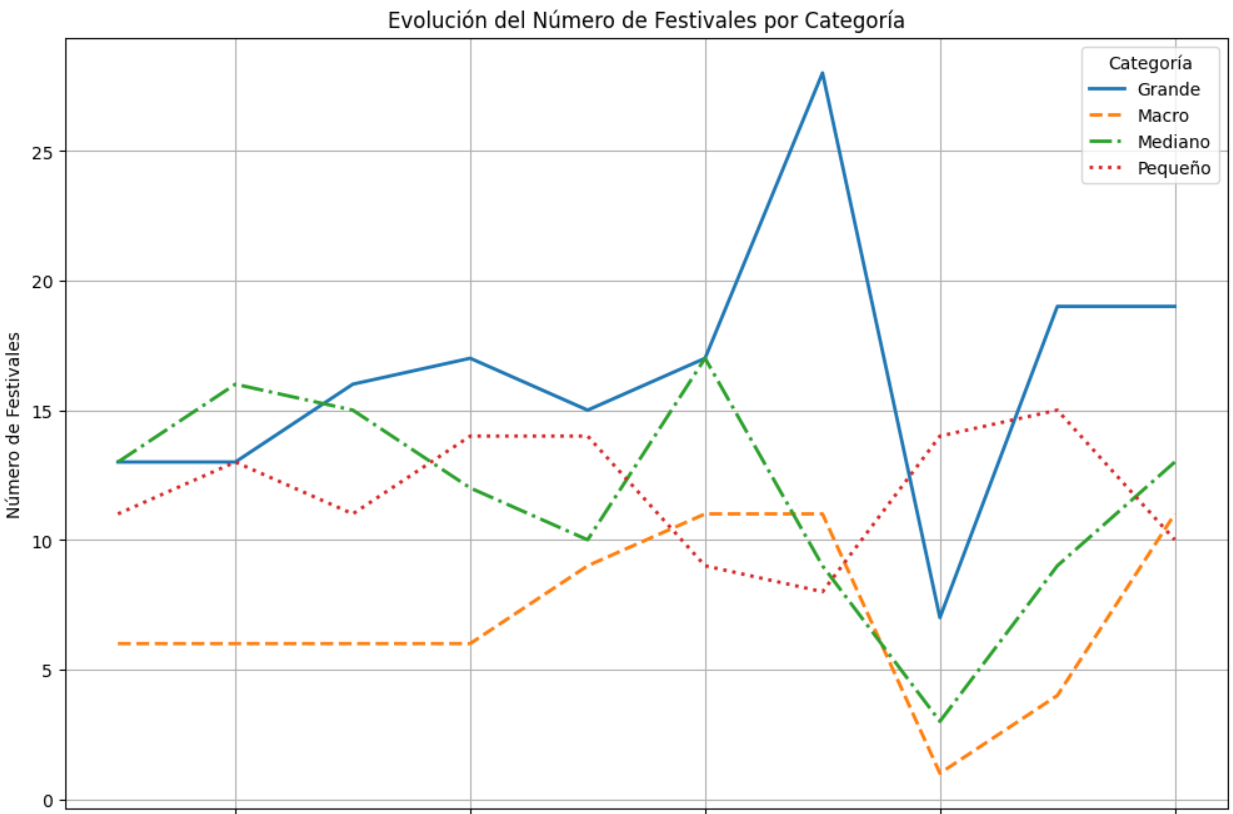 Evolución del Número de Festivales por Categoría
Categoría
Grande
Macro
Mediano
Pequeño
Número de Festivales
25
20
15
10
5
0